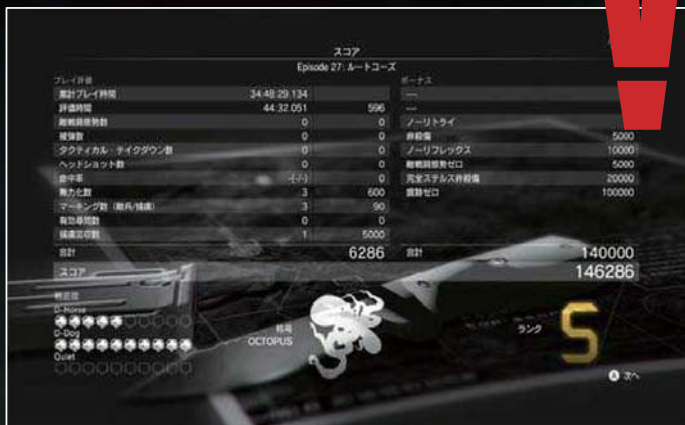 スコア
Episode 27: ルートコーズ
プレイ評価
累計プレイ時間 34:48:29.134
評価時間 44:32.051 596
敵戦闘態勢数 0 0
被弾数 0 0
タクティカル・テイクダウン数 0 0
ヘッドショット数 0 0
命中率 -(-/-) 0
無力化数 3 600
マーキング数(敵兵/捕虜) 3 90
有効尋問数 0 0
捕虜回収数 1 5000
合計 6286
ボーナス
---
---
ノーリトライ
非殺傷 5000
ノーリフレックス 10000
敵戦闘態勢ゼロ 5000
完全ステルス非殺傷 20000
痕跡ゼロ 100000
合計 140000
スコア 146286
D-Horse
D-Dog
Quiet
称号
OCTOPUS
ランク
S
A 次へ
!